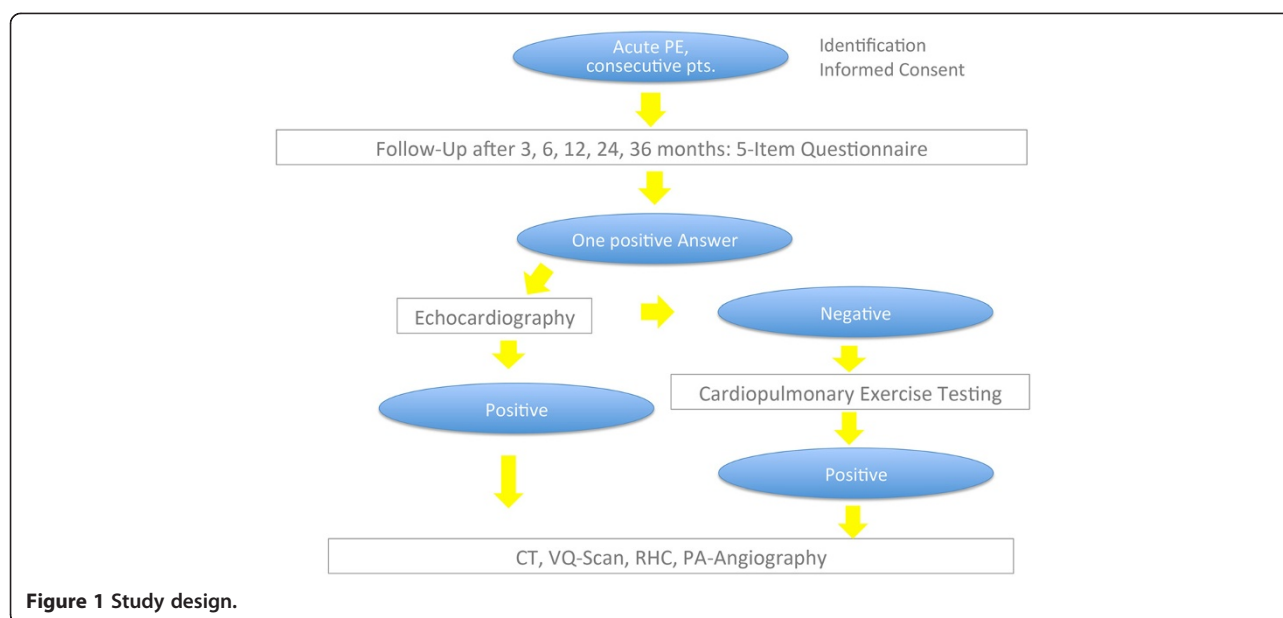 Acute PE,
consecutive pts.
Identification
Informed Consent
Follow-Up after 3, 6, 12, 24, 36 months: 5-Item Questionnaire
One positive Answer
Echocardiography
Negative
Cardiopulmonary Exercise Testing
Positive
Positive
CT, VQ-Scan, RHC, PA-Angiography
Figure 1 Study design.